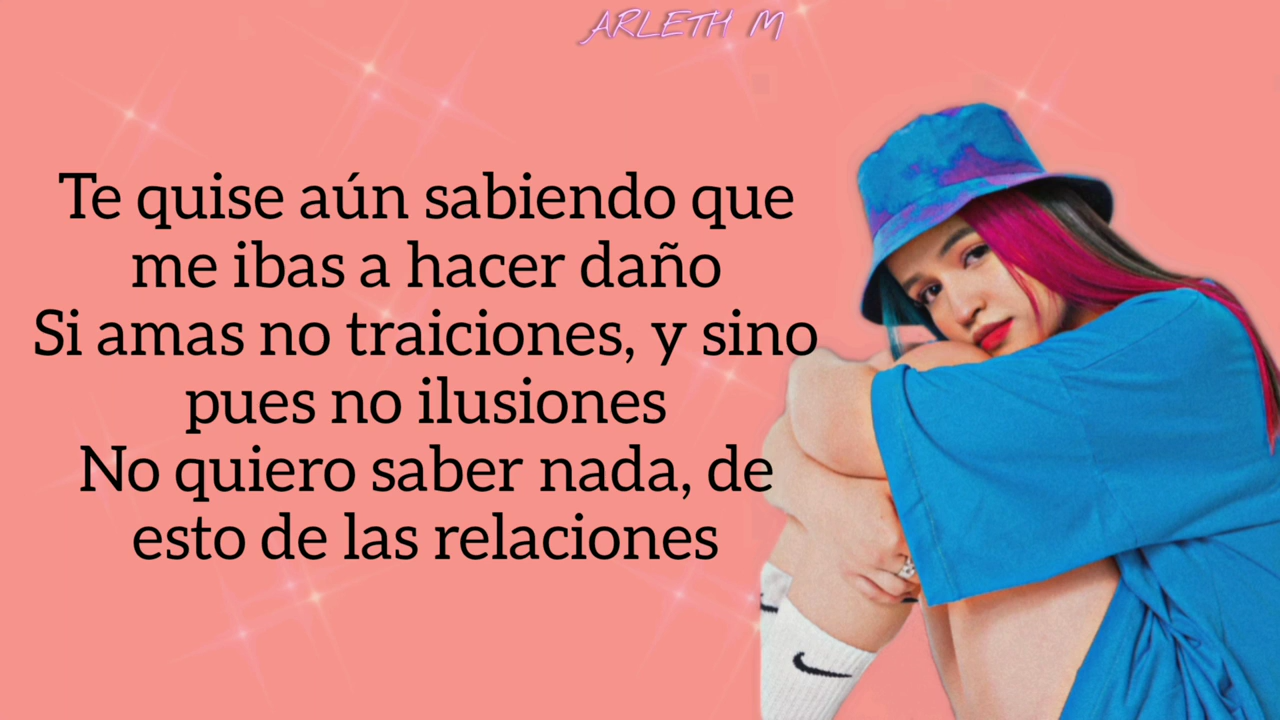 ARLETH M
Te quise aún sabiendo que
me ibas a hacer daño
Si amas no traiciones, y sino
pues no ilusiones
No quiero saber nada, de
esto de las relaciones